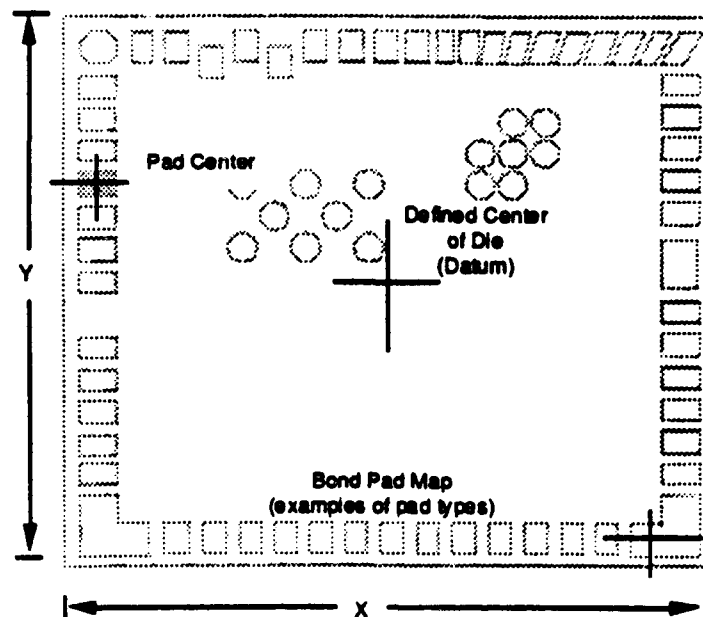 Pad Center
Defined Center
of Die
(Datum)
Y
Bond Pad Map
(examples of pad types)
X